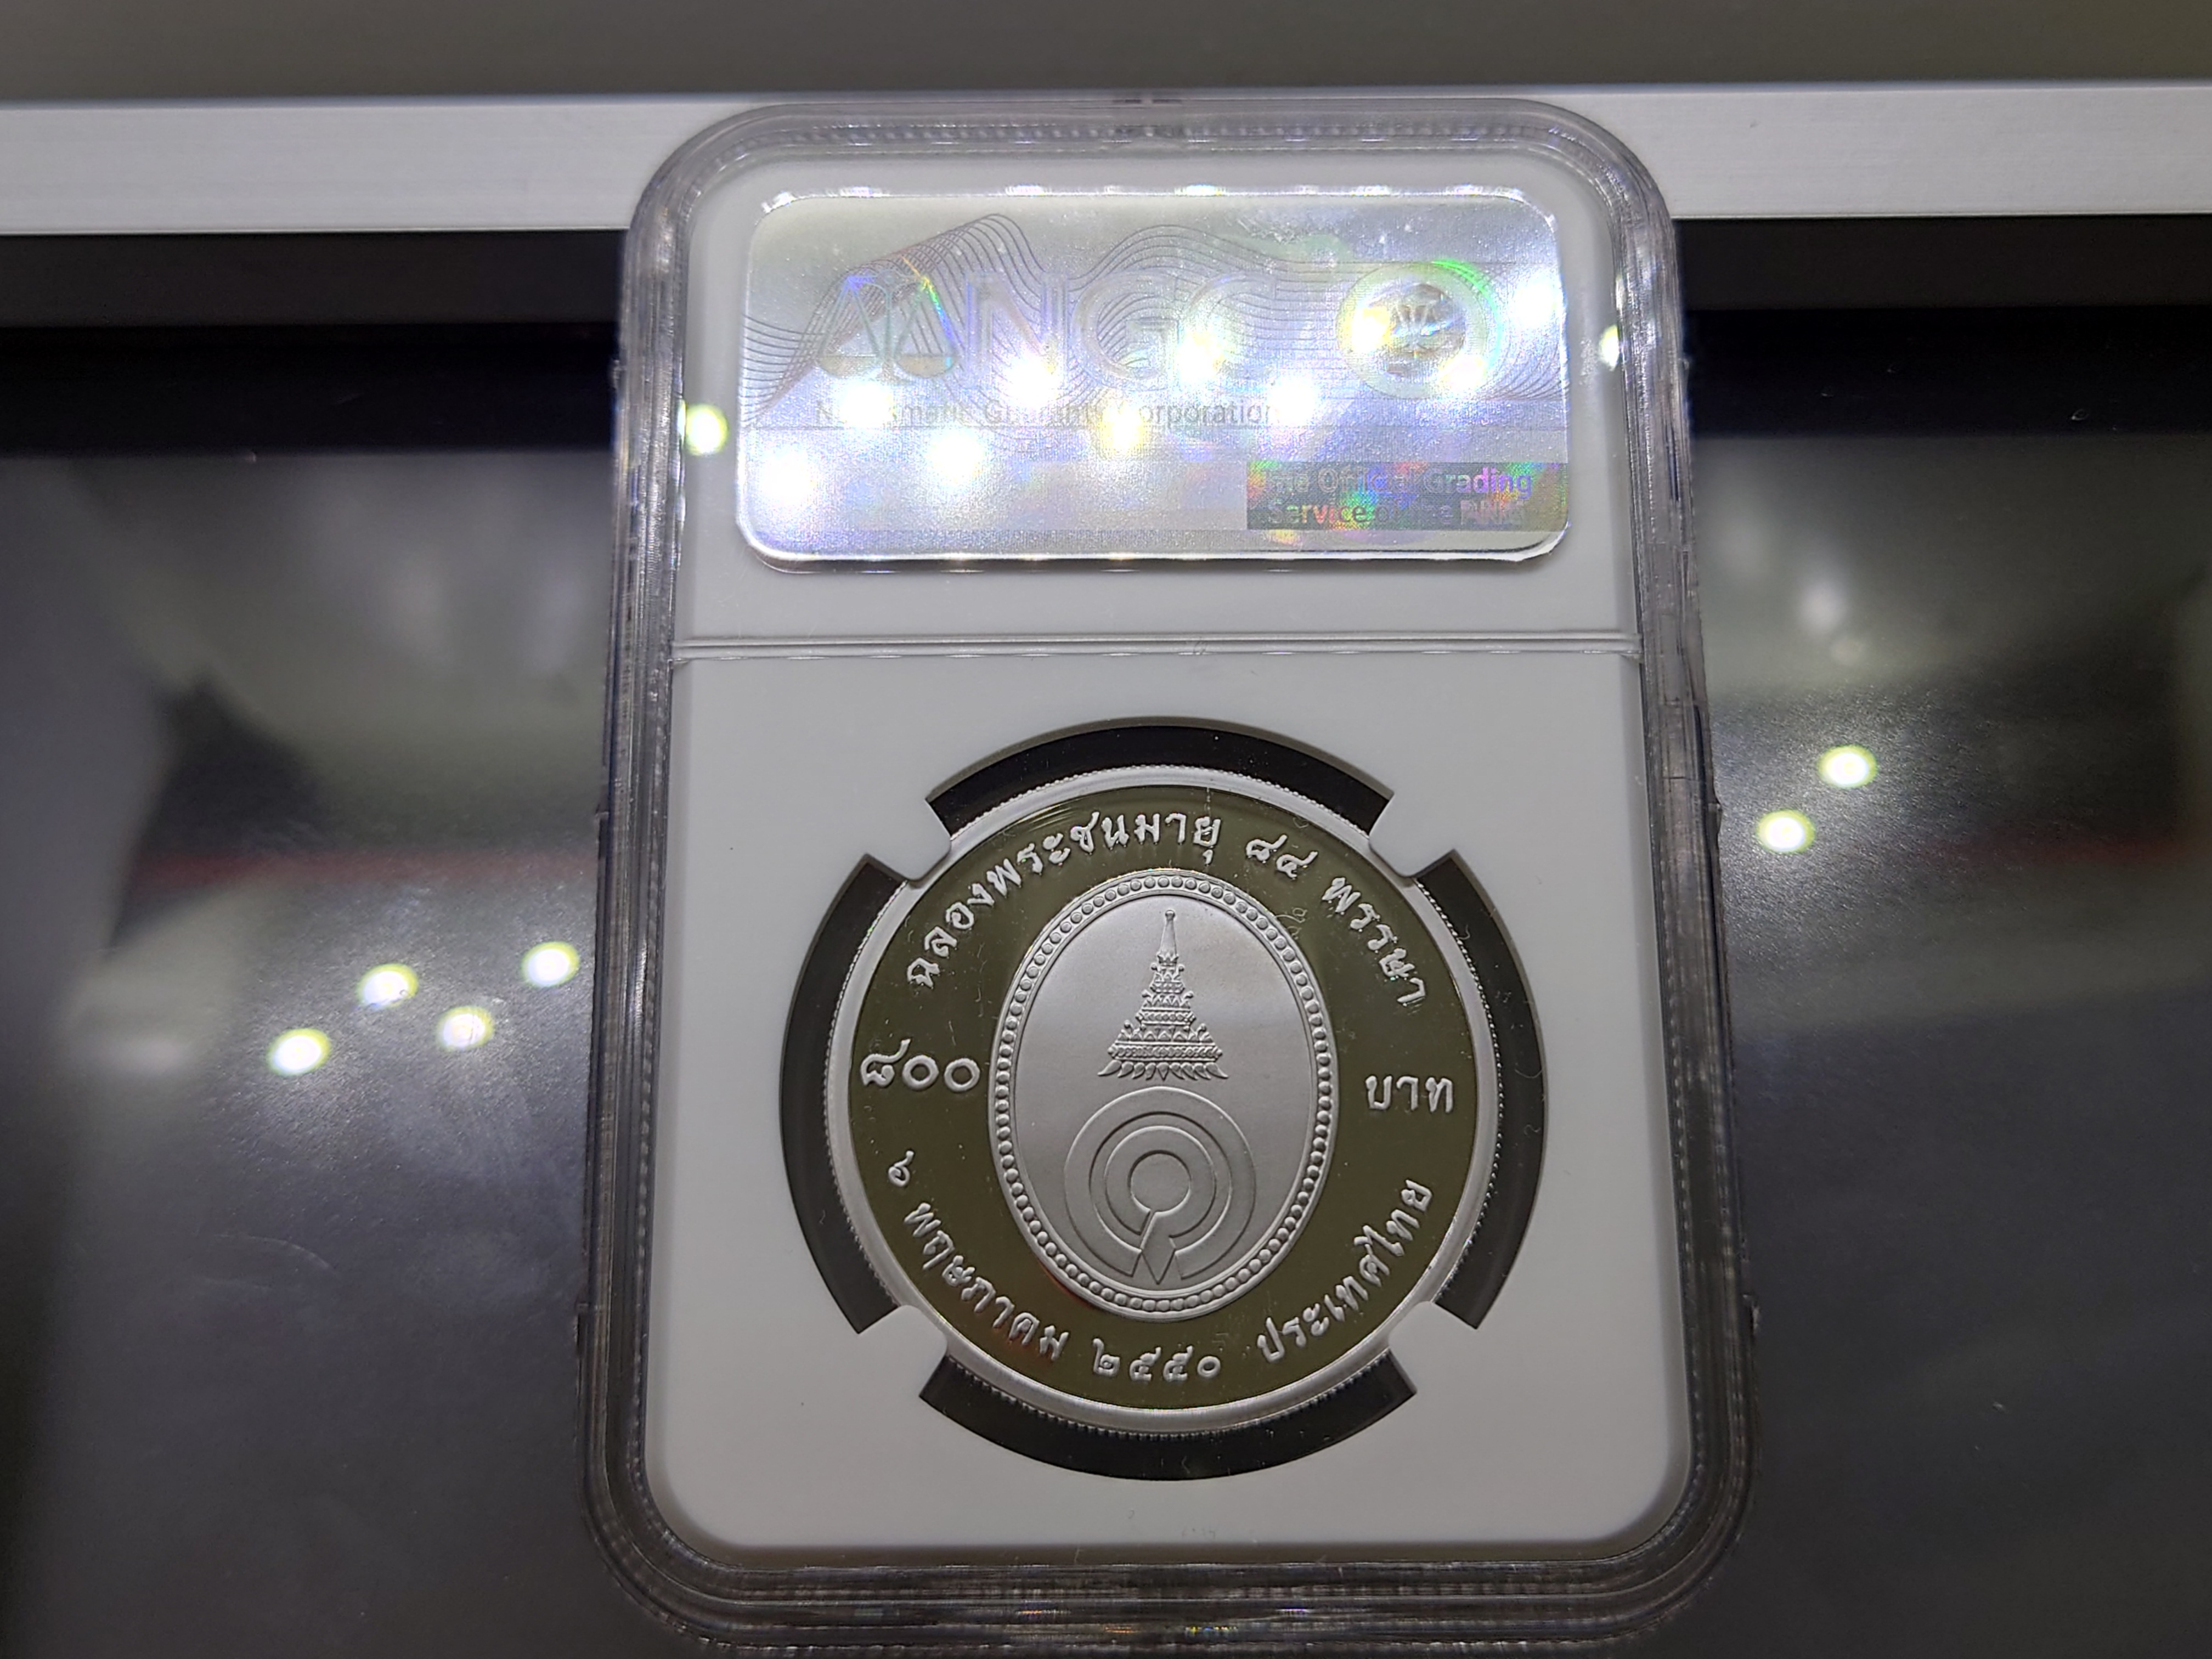 NGC
Numismatic Guaranty Corporation
The Official Grading
Service of the
ฉลองพระชนมายุ ๘๔ พรรษา
๘๐๐ บาท
๖ พฤษภาคม ๒๕๕๐ ประเทศไทย